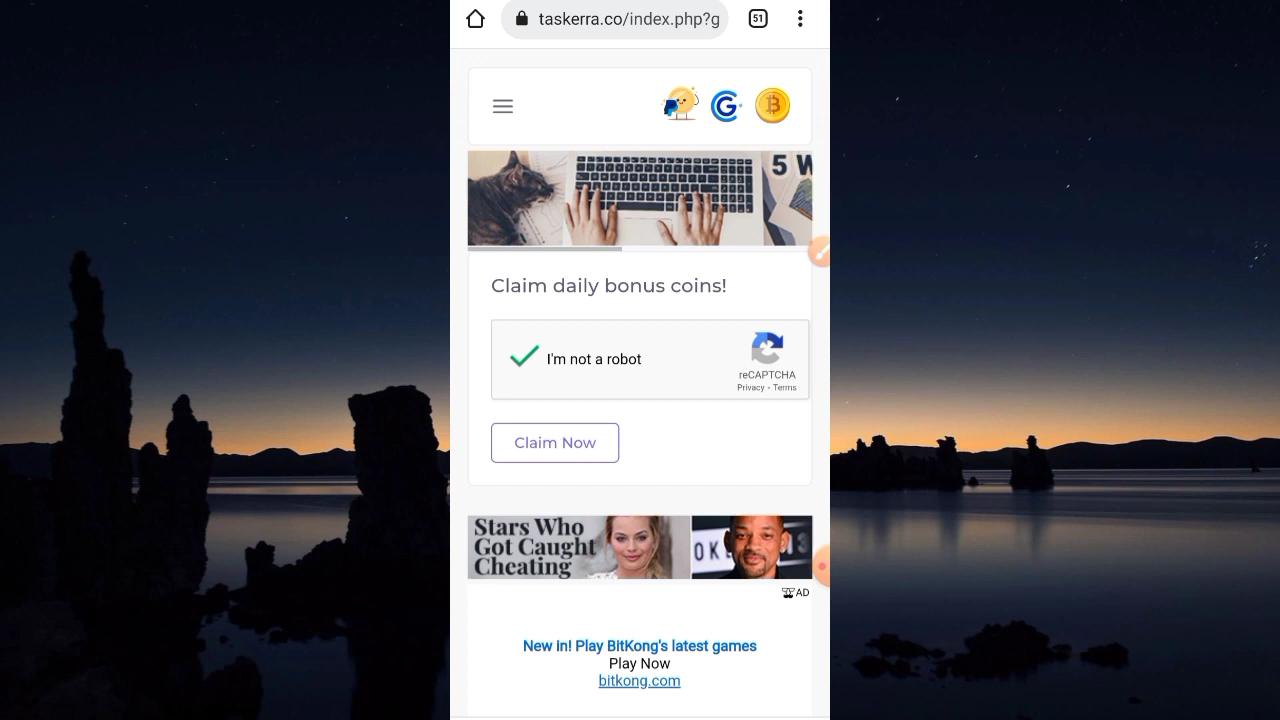 taskerra.co/index.php?g
51
5 W
Claim daily bonus coins!
I'm not a robot
reCAPTCHA
Privacy - Terms
Claim Now
Stars Who
Got Caught
Cheating
AD
New in! Play BitKong's latest games
Play Now
bitkong.com